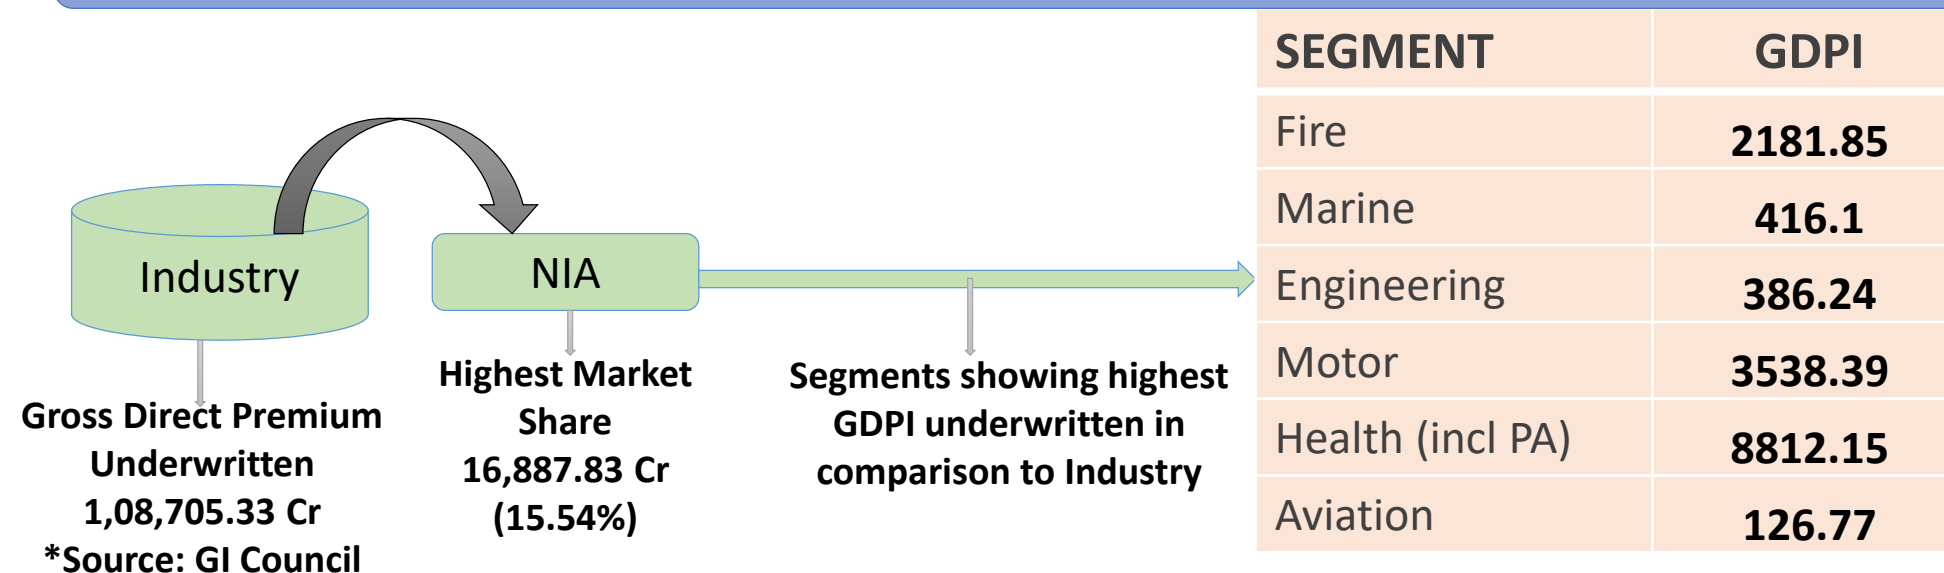 Industry
Gross Direct Premium
Underwritten
1,08,705.33 Cr
*Source: GI Council
NIA
Highest Market
Share
16,887.83 Cr
(15.54%)
Segments showing highest
GDPI underwritten in
comparison to Industry
SEGMENT GDPI
Fire 2181.85
Marine 416.1
Engineering 386.24
Motor 3538.39
Health (incl PA) 8812.15
Aviation 126.77